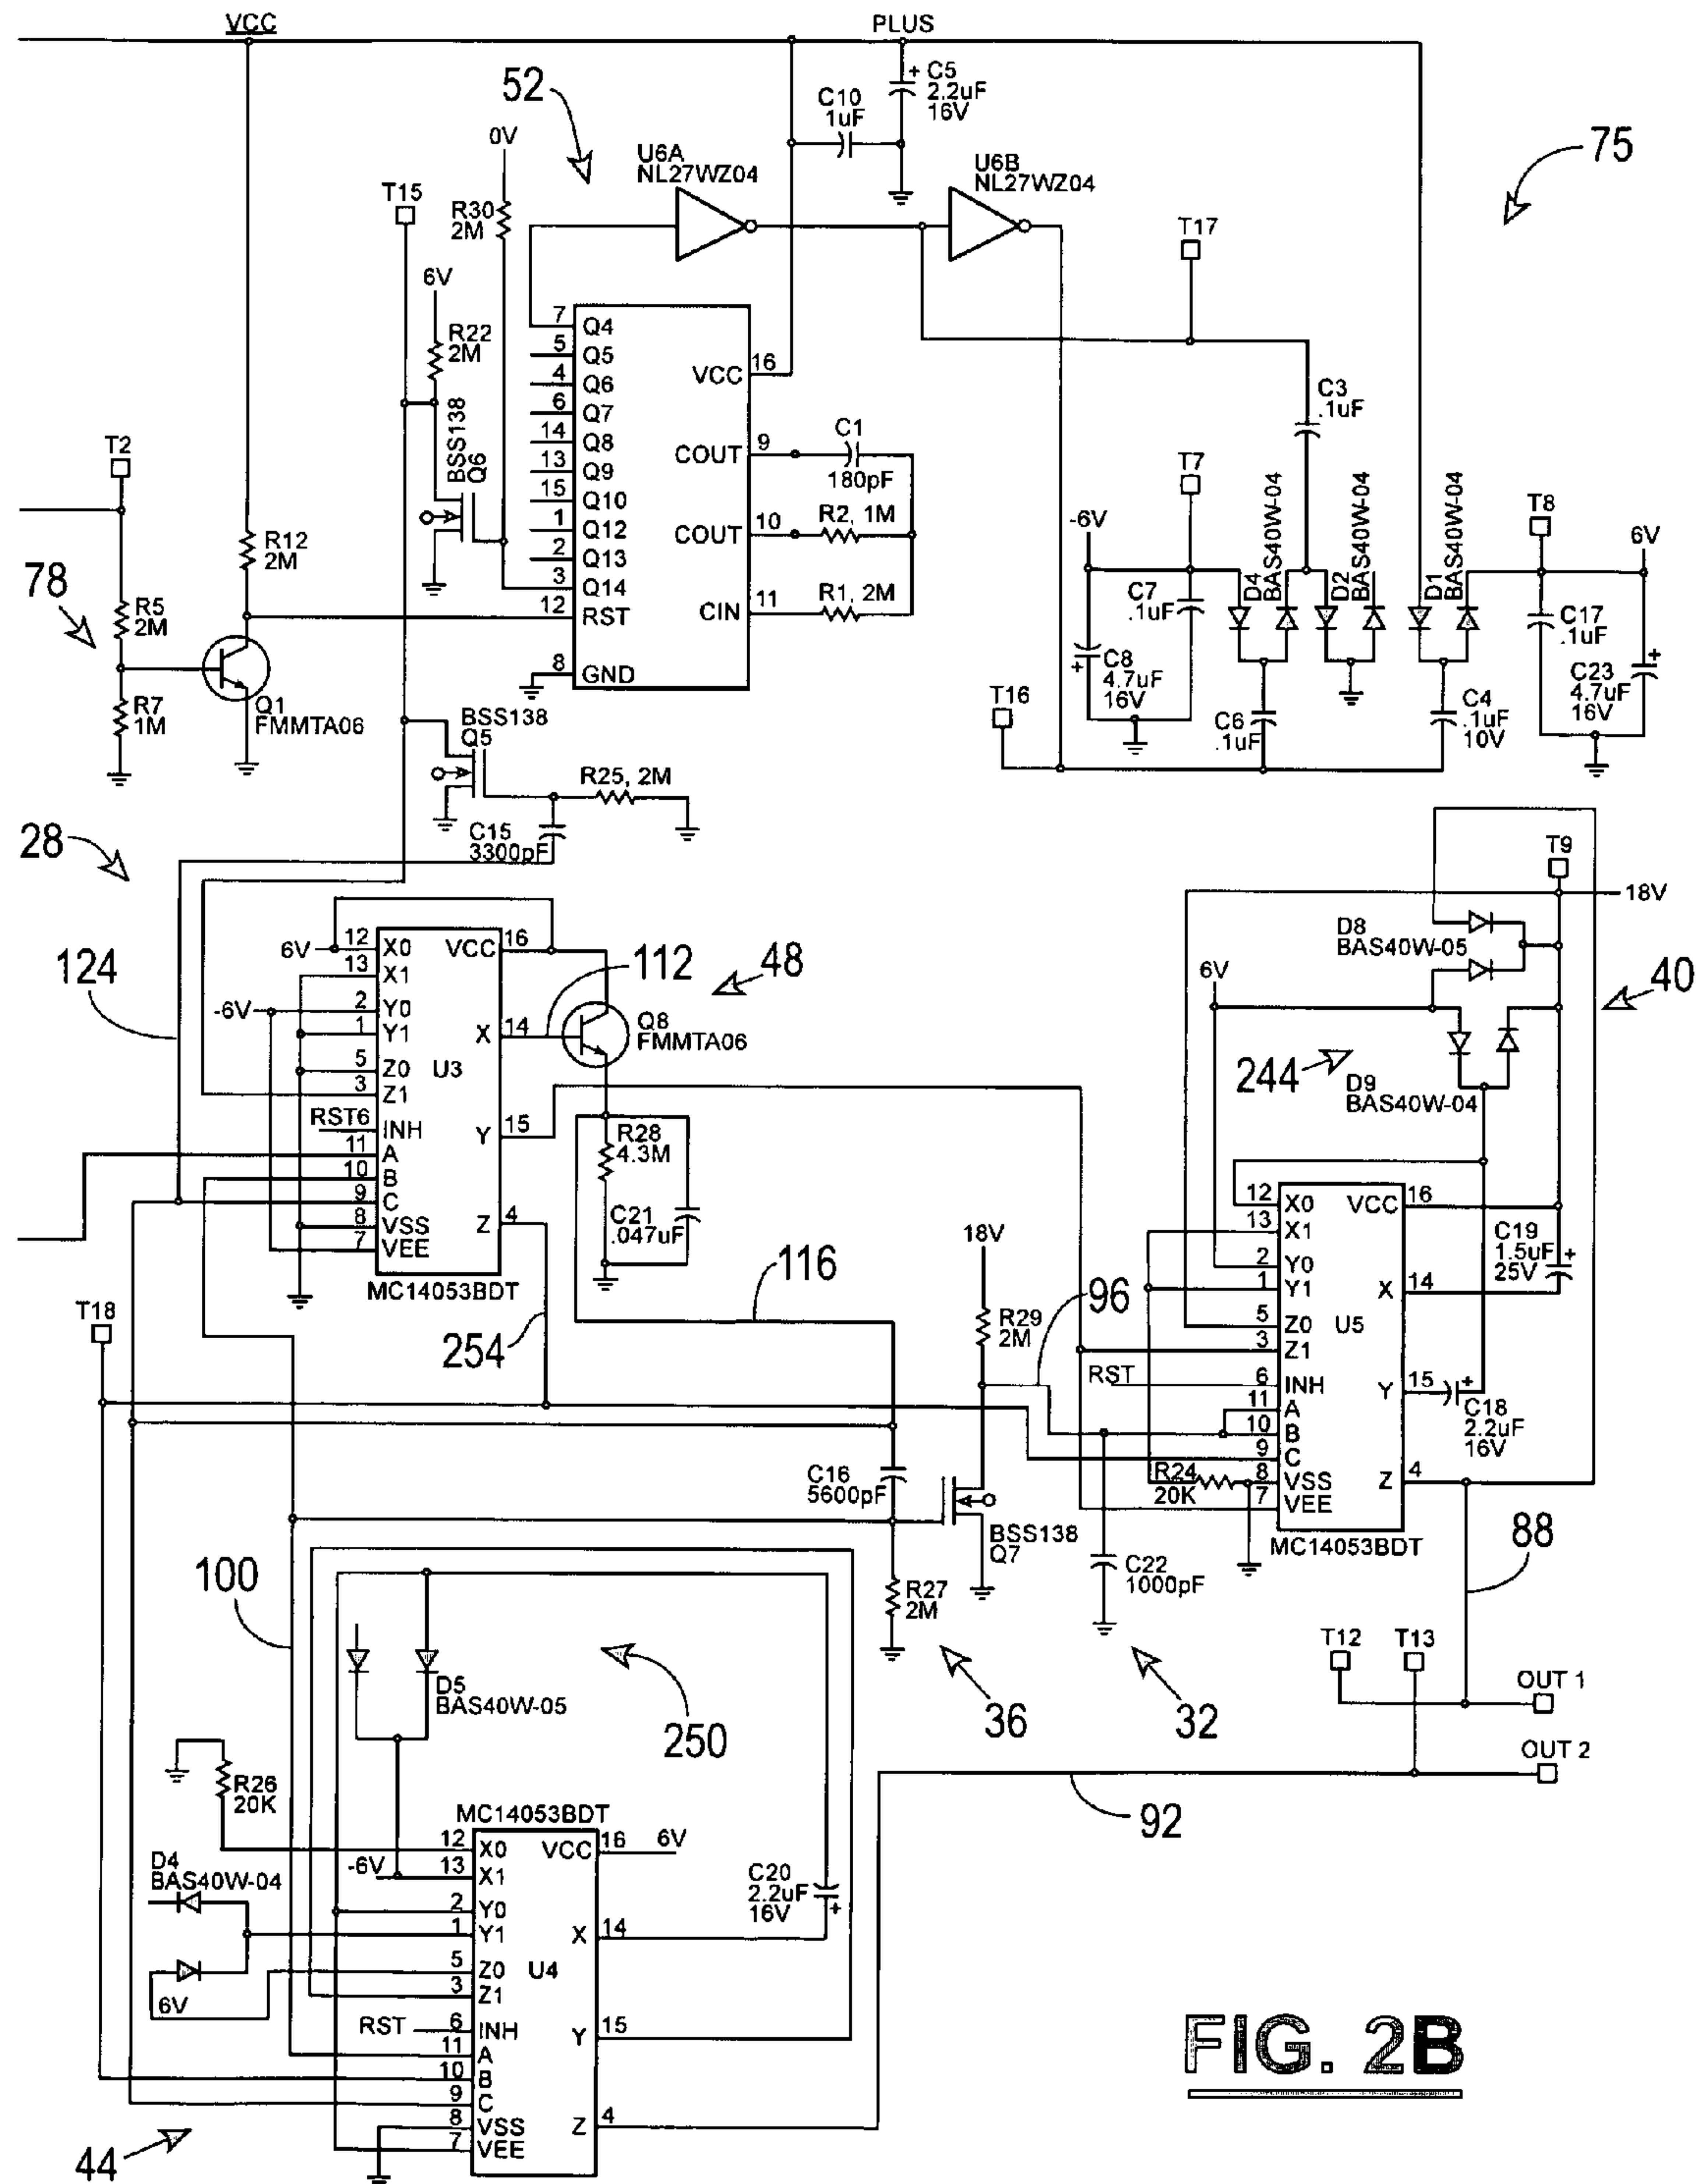 VCC
PLUS
52
C10
1uF
+ C5
2.2uF
16V
0V
U6A
NL27WZ04
U6B
NL27WZ04
75
T15
R30
2M
T17
6V
R22
2M
BSS138
Q6
7 Q4
5 Q5
4 Q6
6 Q7
14 Q8
13 Q9
15 Q10
1 Q12
2 Q13
3 Q14
12 RST
8 GND
VCC 16
COUT 9
COUT 10
CIN 11
C1
180pF
R2, 1M
R1, 2M
C3
.1uF
T2
R12
2M
78
R5
2M
R7
1M
Q1
FMMTA06
T7
-6V
C7
.1uF
C8
+
4.7uF
16V
D4
BAS40W-04
D2
BAS40W-04
D1
BAS40W-04
T8
6V
C17
.1uF
C23
+
4.7uF
16V
T16
C6
.1uF
C4
.1uF
10V
BSS138
Q5
R25, 2M
C15
3300pF
28
T9
18V
124
6V
12 X0
13 X1
-6V
2 Y0
1 Y1
5 Z0
3 Z1
RST6 INH
11 A
10 B
9 C
8 VSS
7 VEE
VCC 16
X 14
U3
Y 15
Z 4
MC14053BDT
112
48
Q8
FMMTA06
R28
4.3M
C21
.047uF
D8
BAS40W-05
6V
40
244
D9
BAS40W-04
12 X0
13 X1
2 Y0
1 Y1
5 Z0
3 Z1
RST 6 INH
11 A
10 B
9 C
8 VSS
7 VEE
VCC 16
X 14
U5
Y 15
Z 4
MC14053BDT
C19
1.5uF +
25V
+
C18
2.2uF
16V
R24
20K
T18
254
116
18V
R29
2M
96
C16
5600pF
BSS138
Q7
C22
1000pF
R27
2M
88
100
D5
BAS40W-05
250
36
32
T12
T13
OUT 1
OUT 2
R26
20K
92
MC14053BDT
12 X0
-6V
13 X1
2 Y0
1 Y1
5 Z0
3 Z1
RST 6 INH
11 A
10 B
9 C
8 VSS
7 VEE
VCC 16
6V
X 14
U4
Y 15
Z 4
D4
BAS40W-04
6V
C20
2.2uF
16V +
44
FIG. 2B